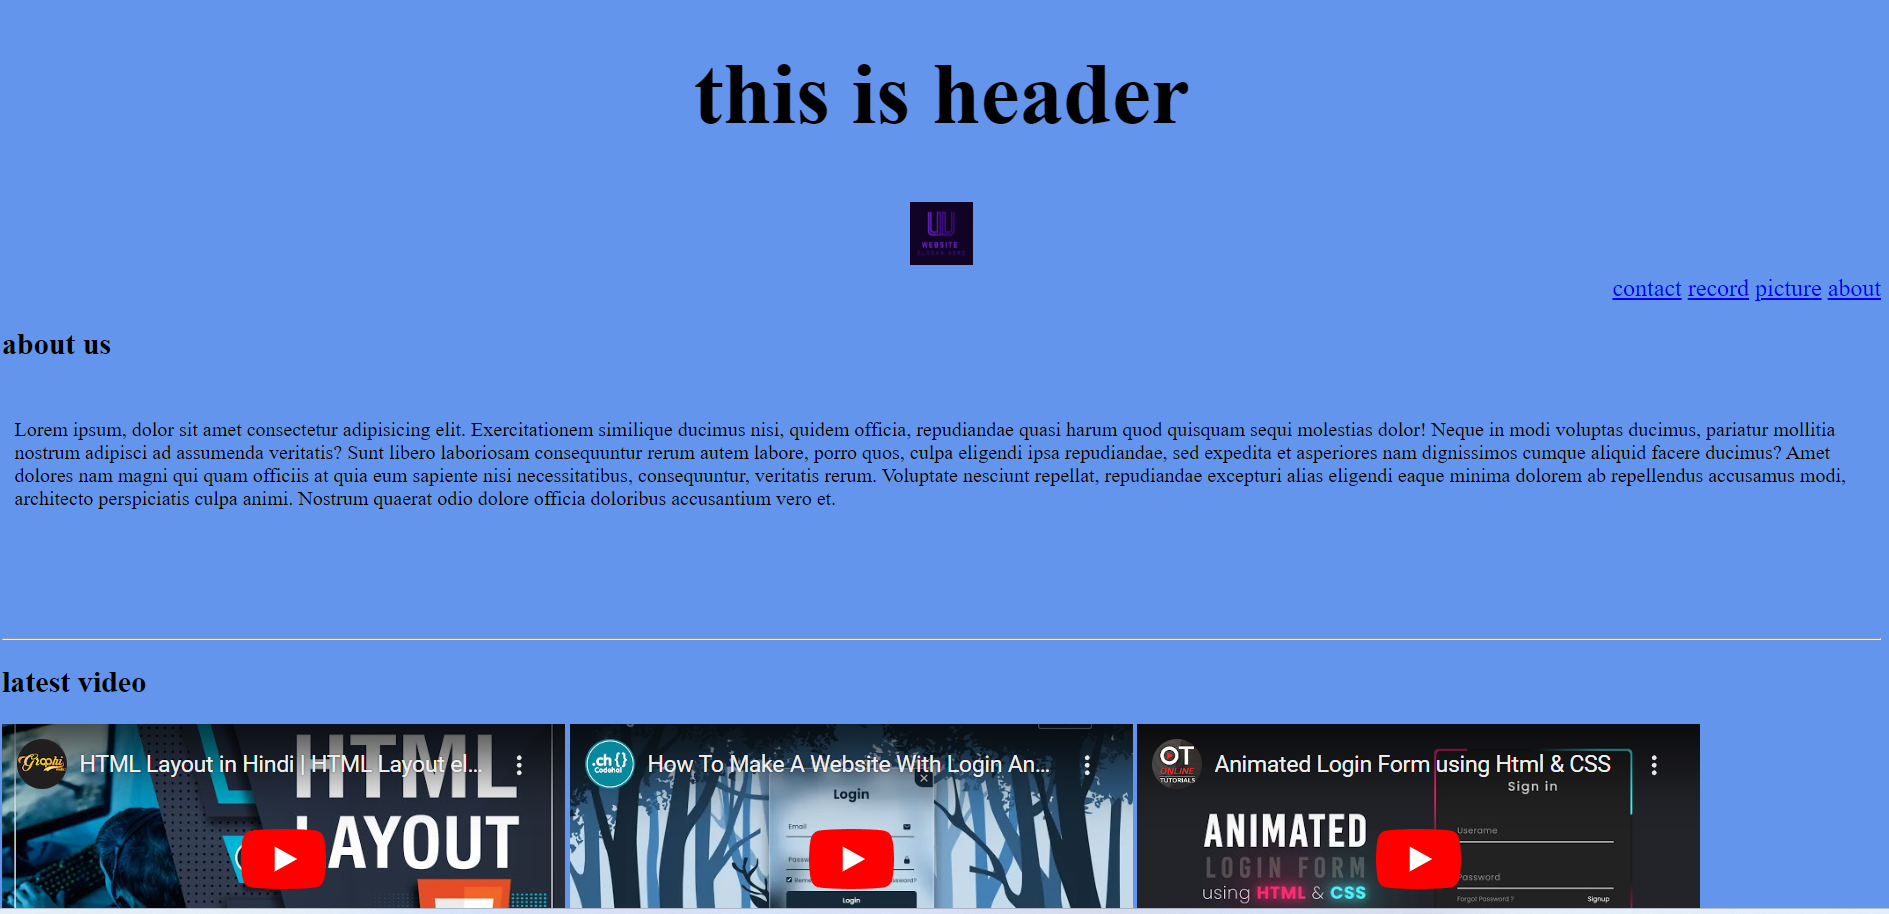 this is header
WEBSITE
contact record picture about
about us
Lorem ipsum, dolor sit amet consectetur adipisicing elit. Exercitationem similique ducimus nisi, quidem officia, repudiandae quasi harum quod quisquam sequi molestias dolor! Neque in modi voluptas ducimus, pariatur mollitia
nostrum adipisci ad assumenda veritatis? Sunt libero laboriosam consequuntur rerum autem labore, porro quos, culpa eligendi ipsa repudiandae, sed expedita et asperiores nam dignissimos cumque aliquid facere ducimus? Amet
dolores nam magni qui quam officiis at quia eum sapiente nisi necessitatibus, consequuntur, veritatis rerum. Voluptate nesciunt repellat, repudiandae excepturi alias eligendi eaque minima dolorem ab repellendus accusamus modi,
architecto perspiciatis culpa animi. Nostrum quaerat odio dolore officia doloribus accusantium vero et.
latest video
Graphi
HTML Layout in Hindi | HTML Layout el...
HTML
LAYOUT
.ch{}
Codehal
How To Make A Website With Login An...
Login
Email
Login
OT
ONLINE
TUTORIALS
Animated Login Form using Html & CSS
Sign in
Userame
ANIMATED
LOGIN FORM
using HTML & CSS
Password
Forgot Password ?
Signup